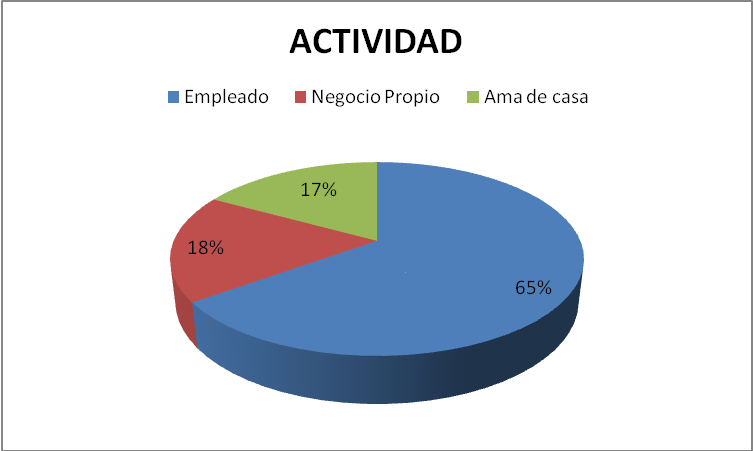 ACTIVIDAD
Empleado Negocio Propio Ama de casa
17%
18%
65%